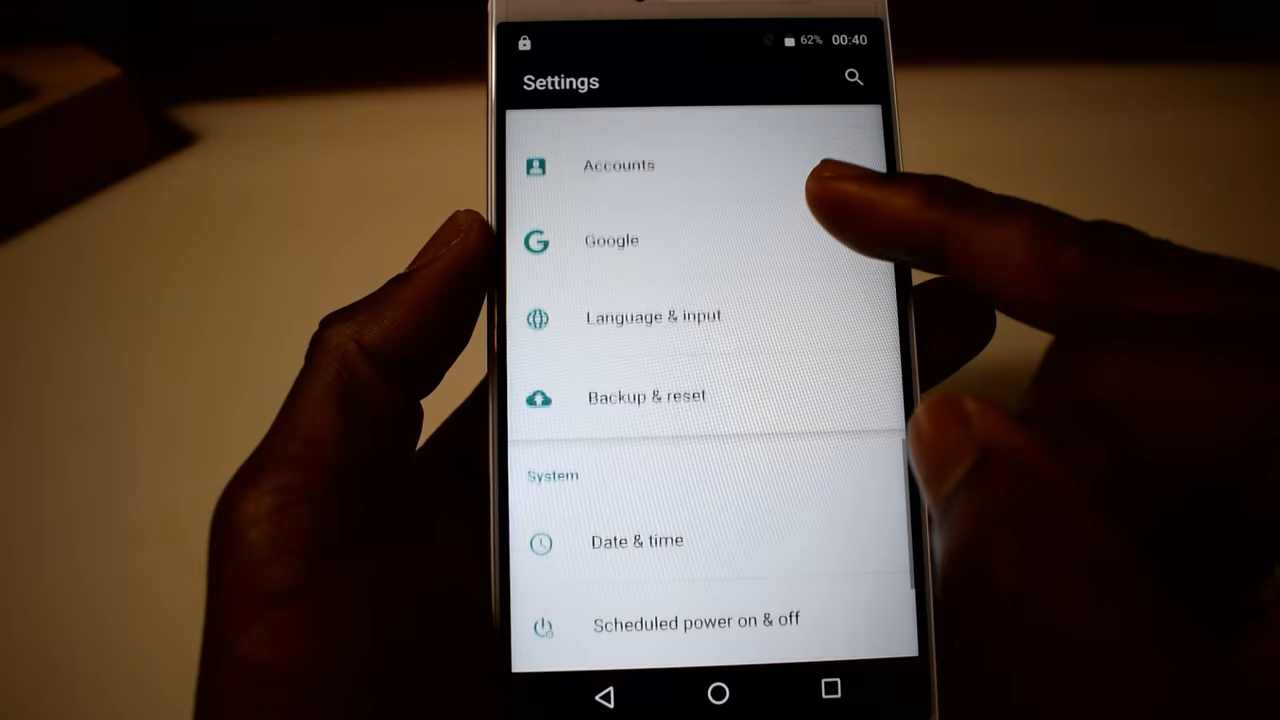 62% 00:40
Settings
Accounts
Google
Language & input
Backup & reset
System
Date & time
Scheduled power on & off